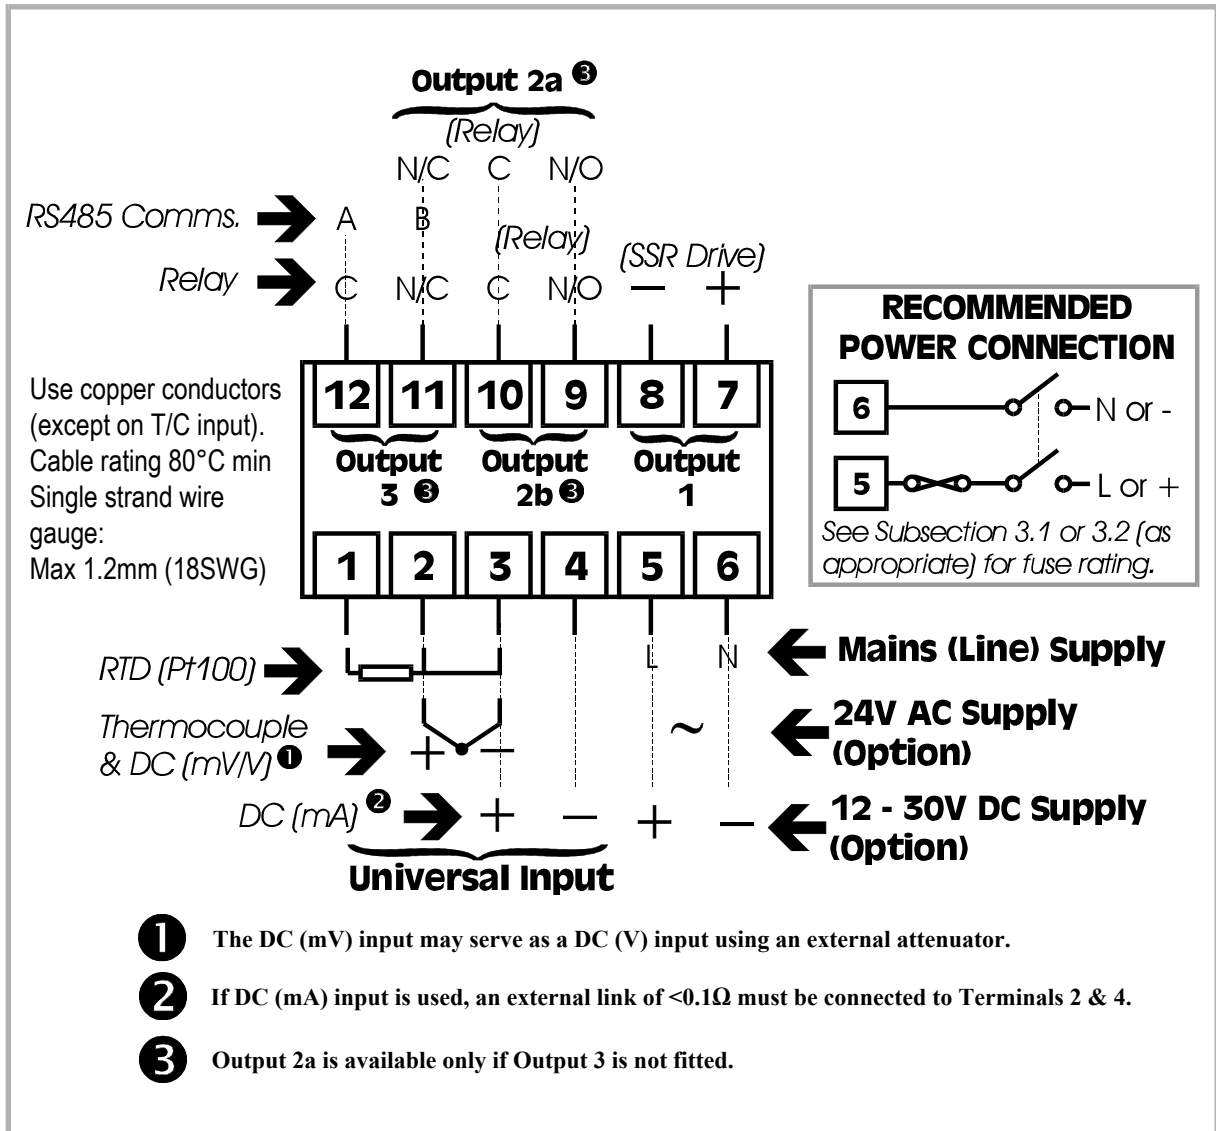 Output 2a ❸
(Relay)
N/C C N/O
RS485 Comms. A B
(Relay)
(SSR Drive)
Relay C N/C C N/O − +
12 11 10 9 8 7
Output 3 ❸
Output 2b ❸
Output 1
Use copper conductors
(except on T/C input).
Cable rating 80°C min
Single strand wire
gauge:
Max 1.2mm (18SWG)
1 2 3 4 5 6
RECOMMENDED
POWER CONNECTION
6 N or -
5 L or +
See Subsection 3.1 or 3.2 (as
appropriate) for fuse rating.
RTD (Pt100)
L N Mains (Line) Supply
Thermocouple
& DC (mV/V) ❶ + −
~ 24V AC Supply
(Option)
DC (mA) ❷ + − + − 12 - 30V DC Supply
(Option)
Universal Input
❶ The DC (mV) input may serve as a DC (V) input using an external attenuator.
❷ If DC (mA) input is used, an external link of <0.1Ω must be connected to Terminals 2 & 4.
❸ Output 2a is available only if Output 3 is not fitted.